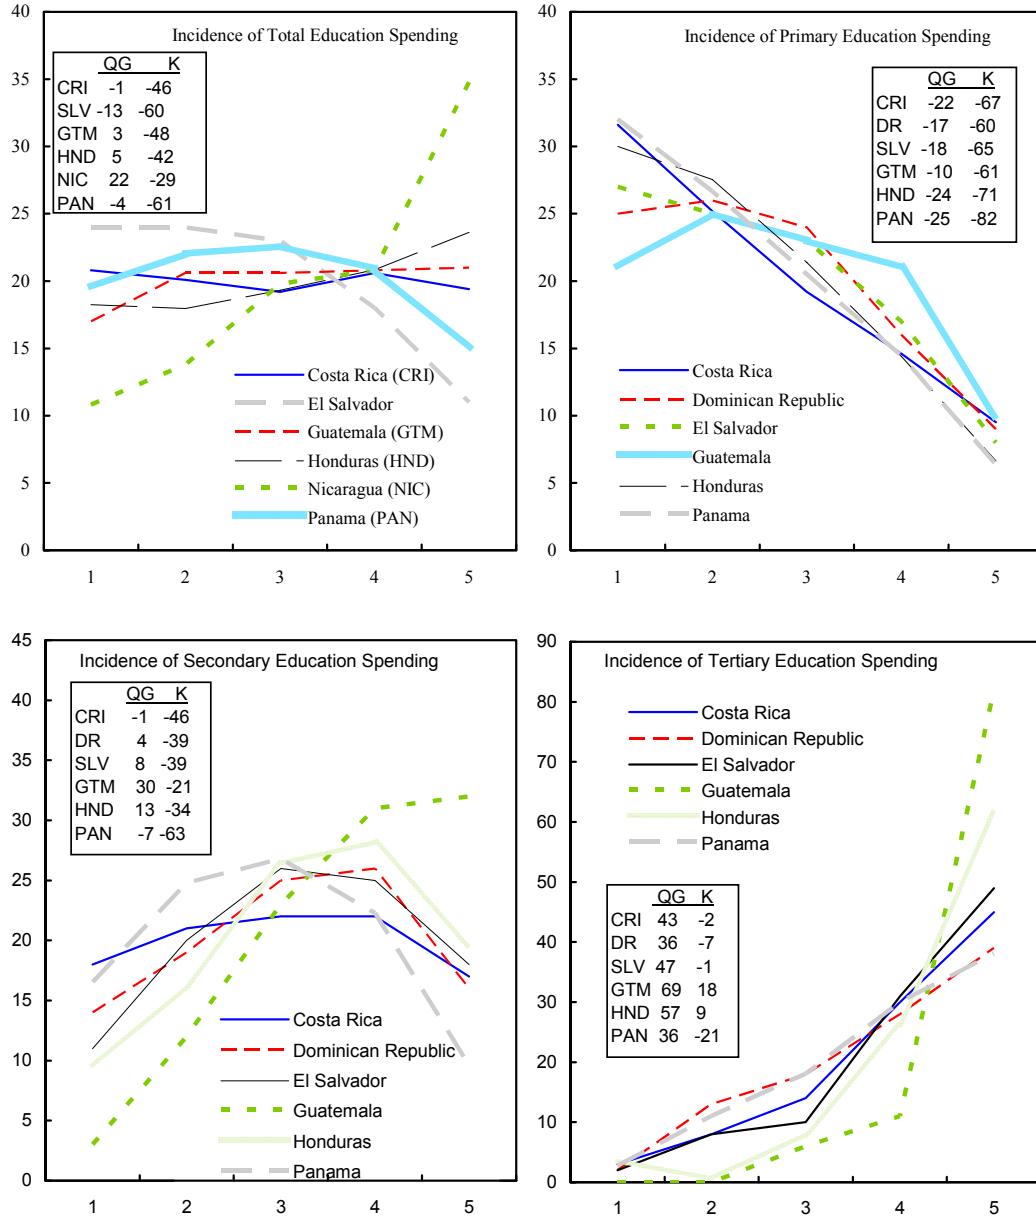 Incidence of Total Education Spending
40
35
30
25
20
15
10
5
0
QG K
CRI -1 -46
SLV -13 -60
GTM 3 -48
HND 5 -42
NIC 22 -29
PAN -4 -61
Costa Rica (CRI)
El Salvador
Guatemala (GTM)
Honduras (HND)
Nicaragua (NIC)
Panama (PAN)
1 2 3 4 5
Incidence of Primary Education Spending
40
35
30
25
20
15
10
5
0
QG K
CRI -22 -67
DR -17 -60
SLV -18 -65
GTM -10 -61
HND -24 -71
PAN -25 -82
Costa Rica
Dominican Republic
El Salvador
Guatemala
Honduras
Panama
1 2 3 4 5
Incidence of Secondary Education Spending
45
40
35
30
25
20
15
10
5
0
QG K
CRI -1 -46
DR 4 -39
SLV 8 -39
GTM 30 -21
HND 13 -34
PAN -7 -63
Costa Rica
Dominican Republic
El Salvador
Guatemala
Honduras
Panama
1 2 3 4 5
Incidence of Tertiary Education Spending
90
80
70
60
50
40
30
20
10
0
Costa Rica
Dominican Republic
El Salvador
Guatemala
Honduras
Panama
QG K
CRI 43 -2
DR 36 -7
SLV 47 -1
GTM 69 18
HND 57 9
PAN 36 -21
1 2 3 4 5